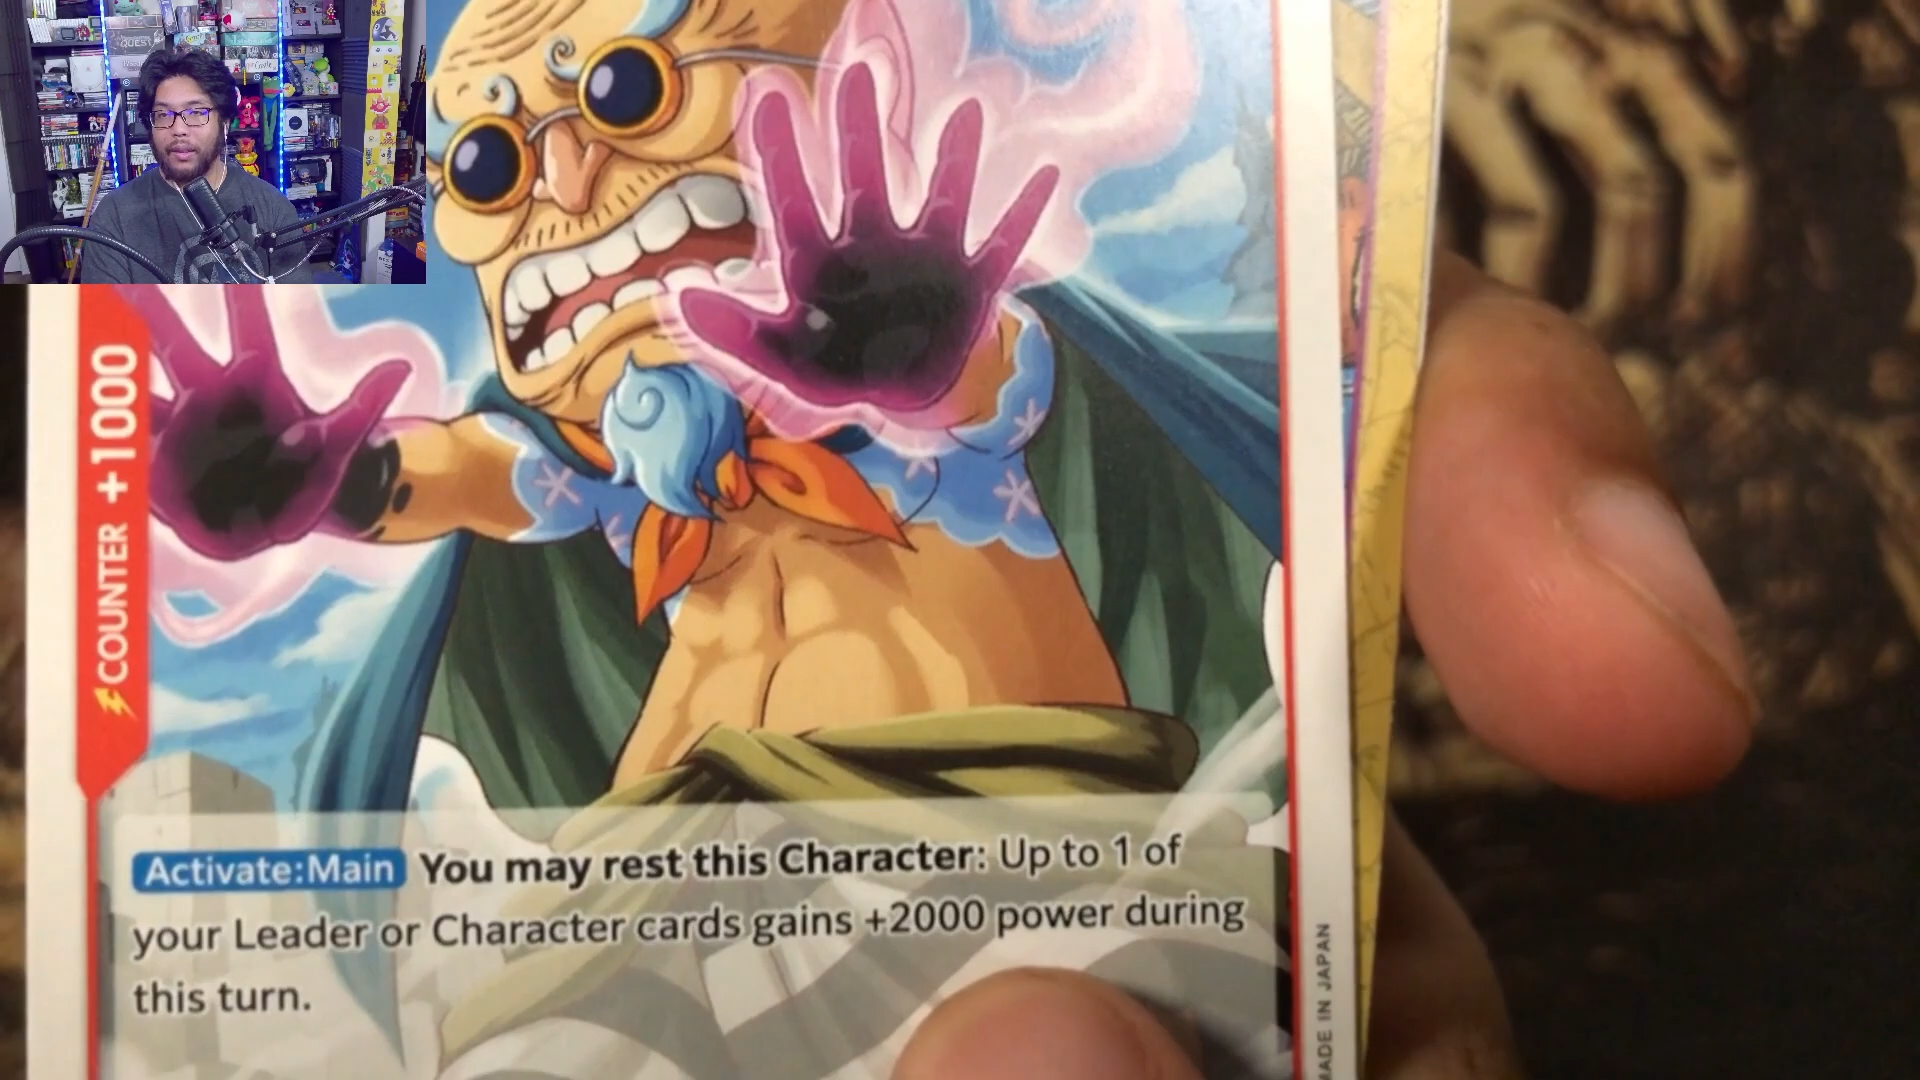 QUEST
COUNTER +1000
Activate:Main You may rest this Character: Up to 1 of
your Leader or Character cards gains +2000 power during
this turn.
MADE IN JAPAN